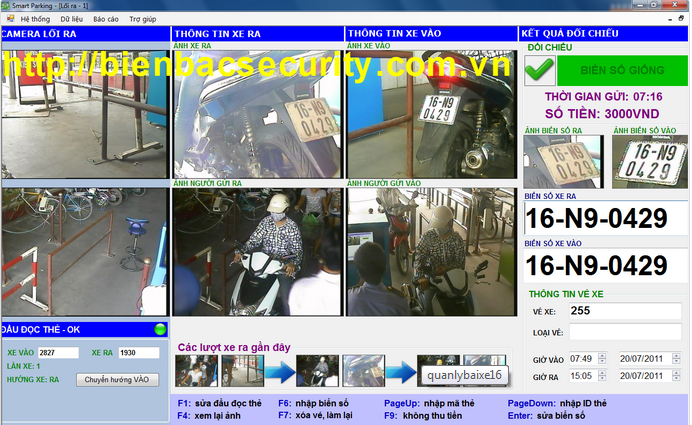 Smart Parking - [Lối ra - 1]
Hệ thống Dữ liệu Báo cáo Trợ giúp
CAMERA LỐI RA
THÔNG TIN XE RA
THÔNG TIN XE VÀO
KẾT QUẢ ĐỐI CHIẾU
ẢNH XE RA
ẢNH XE VÀO
ĐỐI CHIẾU
http://bienbacsecurity.com.vn
BIỂN SỐ GIỐNG
THỜI GIAN GỬI: 07:16
SỐ TIỀN: 3000VND
16-N9
0429
16-N9
0429
ẢNH BIỂN SỐ RA
ẢNH BIỂN SỐ VÀO
16-N9
0429
16-N9
0429
ẢNH NGƯỜI GỬI RA
ẢNH NGƯỜI GỬI VÀO
BIỂN SỐ XE RA
16-N9-0429
BIỂN SỐ XE VÀO
16-N9-0429
THÔNG TIN VÉ XE
VÉ XE: 255
LOẠI VÉ:
GIỜ VÀO 07:49 20/07/2011
GIỜ RA 15:05 20/07/2011
ĐẦU ĐỌC THẺ - OK
XE VÀO 2827 XE RA 1930
LÀN XE: 1
HƯỚNG XE: RA Chuyển hướng VÀO
Các lượt xe ra gần đây
quanlybaixe16
F1: sửa đầu đọc thẻ F6: nhập biển số PageUp: nhập mã thẻ PageDown: nhập ID thẻ
F4: xem lại ảnh F7: xóa vé, làm lại F9: không thu tiền Enter: sửa biển số